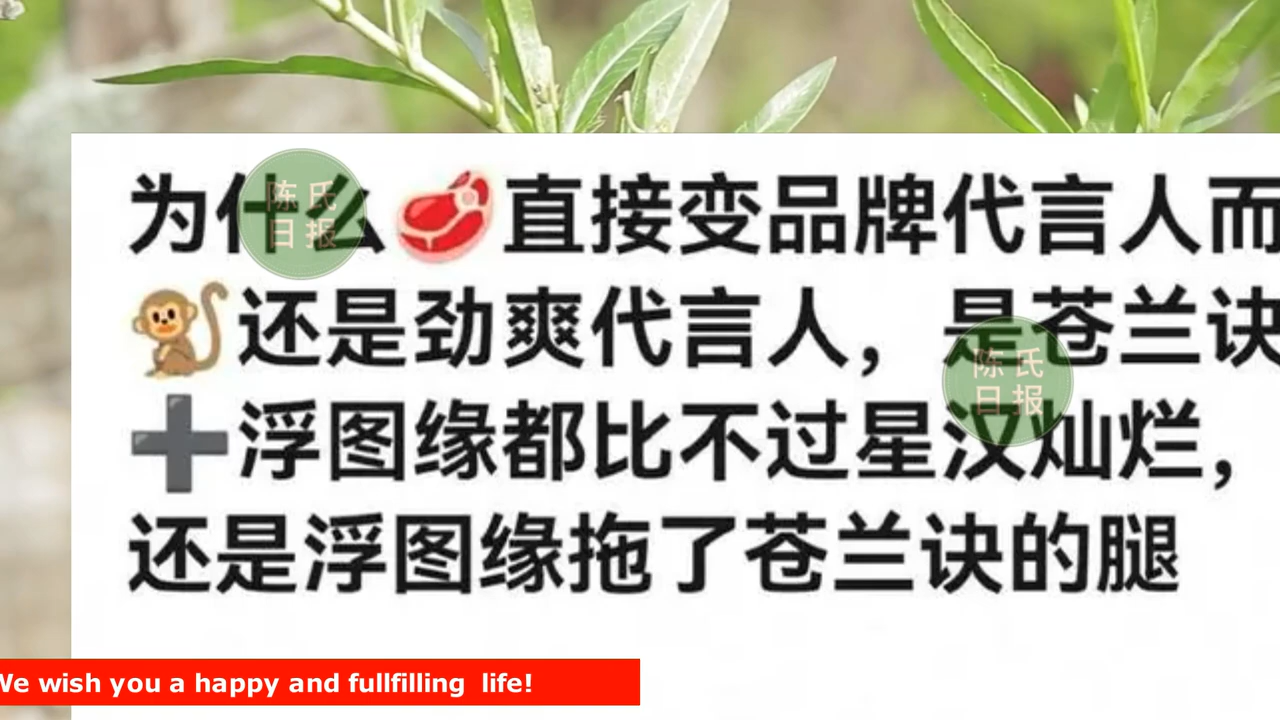 为什么🥩直接变品牌代言人而
🐒还是劲爽代言人，是苍兰诀
➕浮图缘都比不过星汉灿烂，
还是浮图缘拖了苍兰诀的腿
陈氏
日报
陈氏
日报
We wish you a happy and fullfilling life!